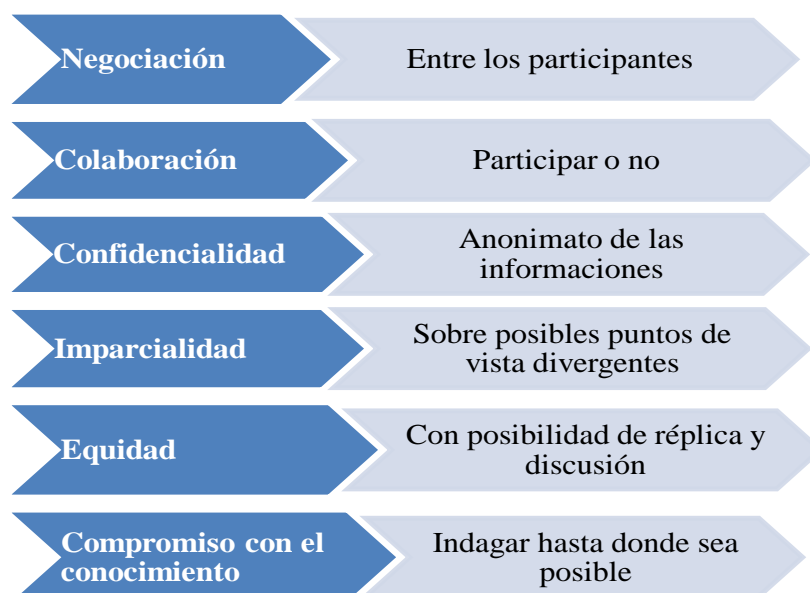 Negociación
Entre los participantes
Colaboración
Participar o no
Confidencialidad
Anonimato de las
informaciones
Imparcialidad
Sobre posibles puntos de
vista divergentes
Equidad
Con posibilidad de réplica y
discusión
Compromiso con el
conocimiento
Indagar hasta donde sea
posible